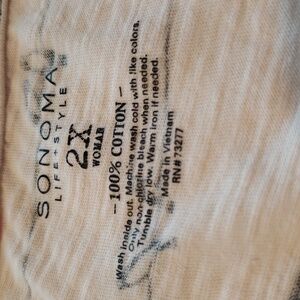 SONOMA
LIFE + STYLE
2X
WOMAN
— 100% COTTON —
Wash inside out. Machine wash cold with like colors.
Only non-chlorine bleach when needed.
Tumble dry low. Warm iron if needed.
Made in Vietnam
RN# 73277